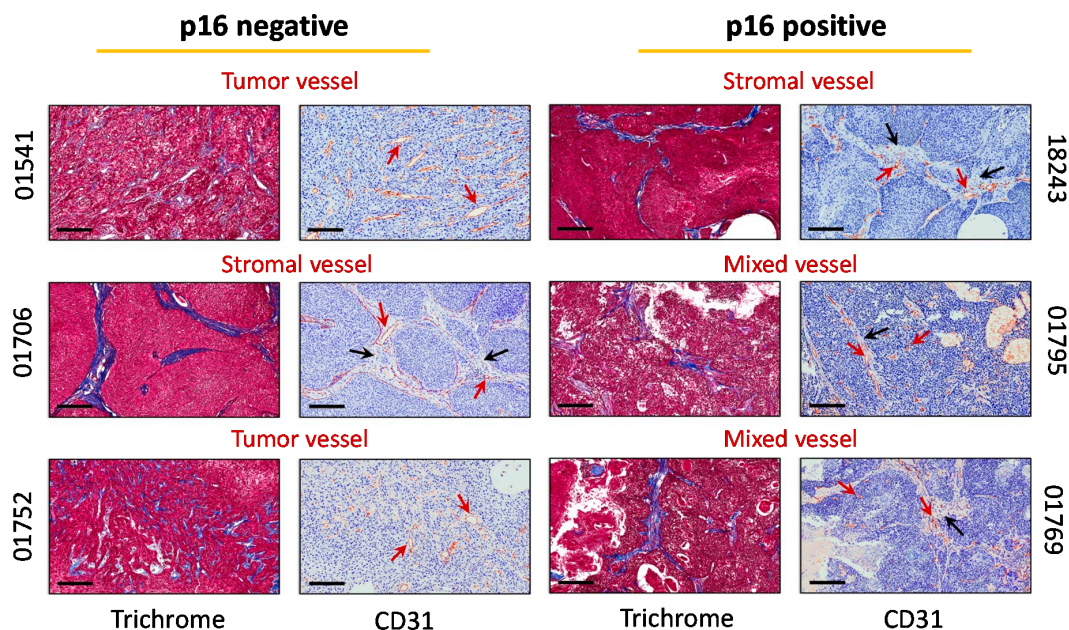 p16 negative
p16 positive
Tumor vessel
Stromal vessel
01541
18243
Stromal vessel
Mixed vessel
01706
01795
Tumor vessel
Mixed vessel
01752
01769
Trichrome
CD31
Trichrome
CD31